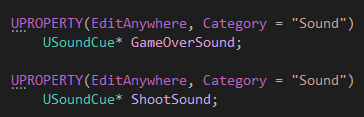 UPROPERTY(EditAnywhere, Category = "Sound")
USoundCue* GameOverSound;
UPROPERTY(EditAnywhere, Category = "Sound")
USoundCue* ShootSound;